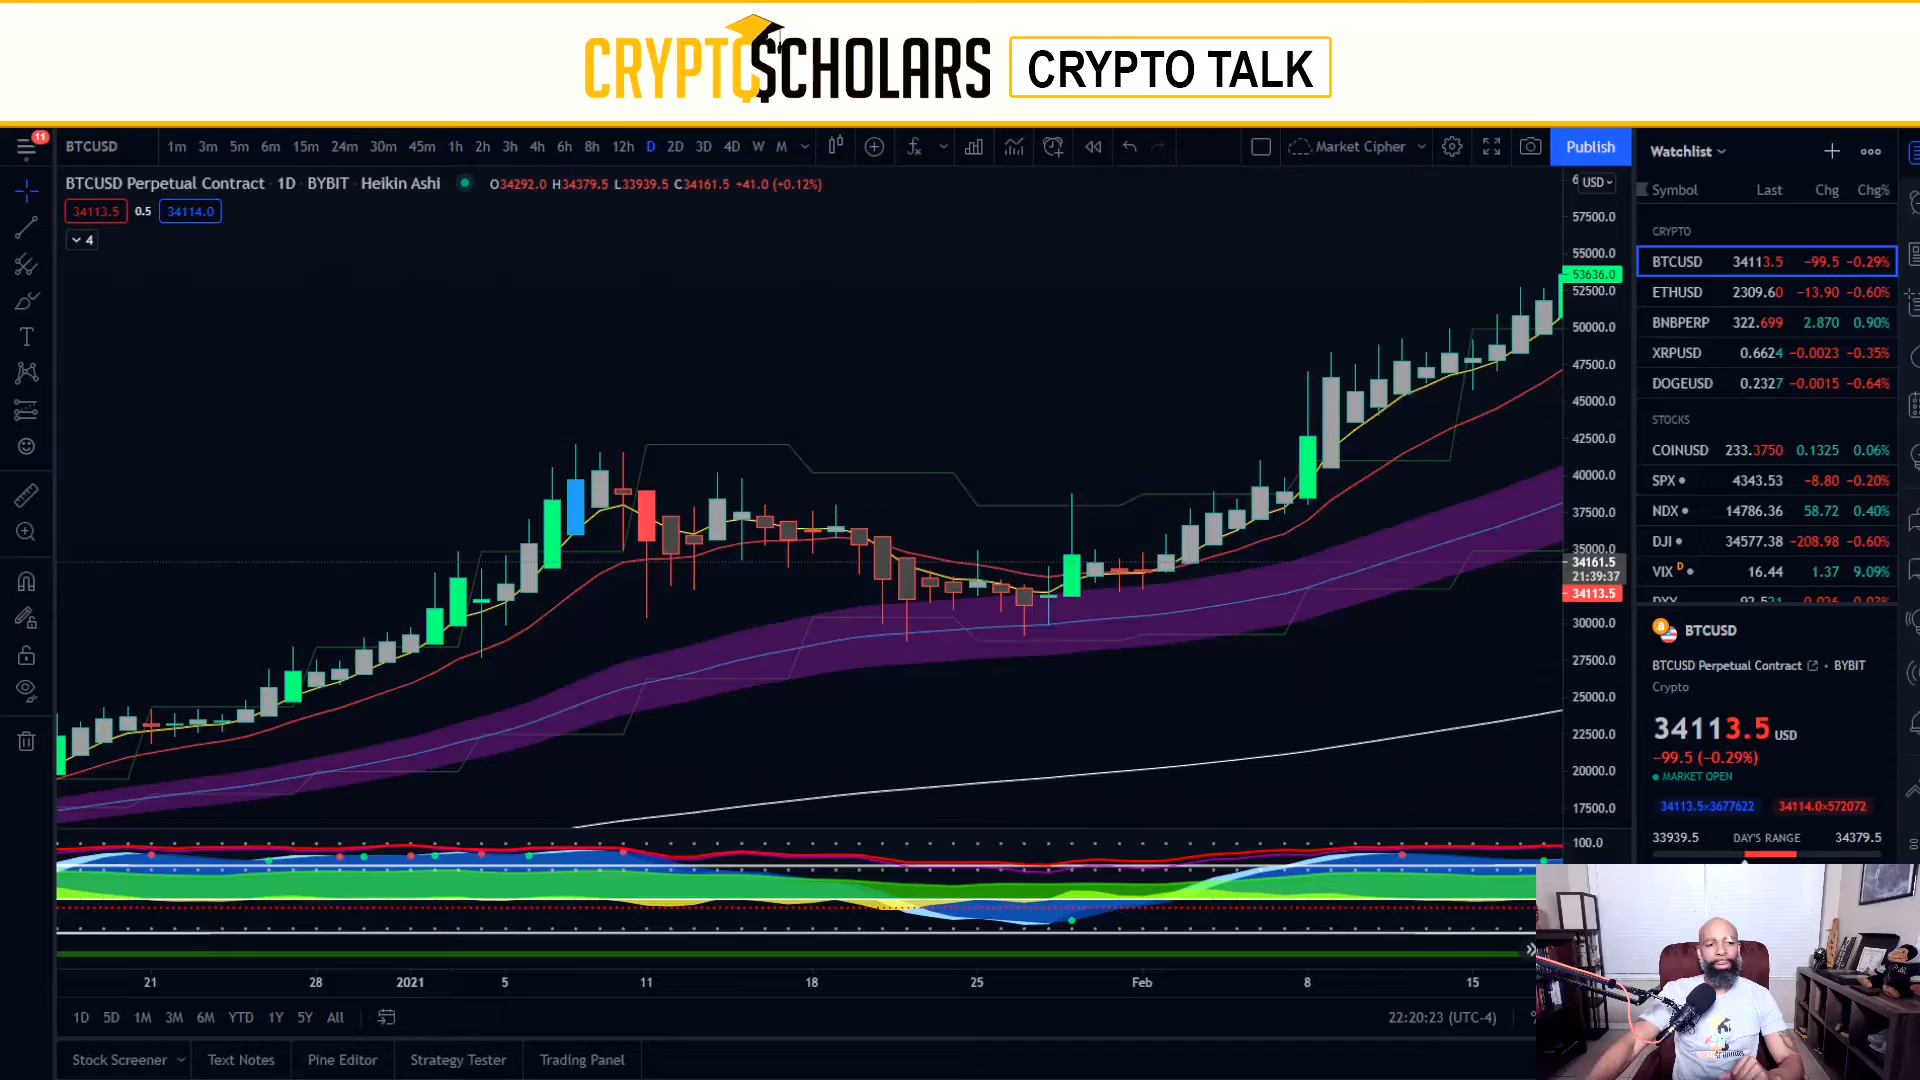 CRYPTO$CHOLARS CRYPTO TALK
11
BTCUSD 1m 3m 5m 6m 15m 24m 30m 45m 1h 2h 3h 4h 6h 8h 12h D 2D 3D 4D W M Market Cipher Publish
BTCUSD Perpetual Contract · 1D · BYBIT · Heikin Ashi O34292.0 H34379.5 L33939.5 C34161.5 +41.0 (+0.12%)
34113.5 0.5 34114.0
4
USD
57500.0
55000.0
53636.0
52500.0
50000.0
47500.0
45000.0
42500.0
40000.0
37500.0
35000.0
34161.5
21:39:37
34113.5
30000.0
27500.0
25000.0
22500.0
20000.0
17500.0
100.0
21 28 2021 5 11 18 25 Feb 8 15
1D 5D 1M 3M 6M YTD 1Y 5Y All
22:20:23 (UTC-4)
Stock Screener Text Notes Pine Editor Strategy Tester Trading Panel
Watchlist
Symbol Last Chg Chg%
CRYPTO
BTCUSD 34113.5 −99.5 −0.29%
ETHUSD 2309.60 −13.90 −0.60%
BNBPERP 322.699 2.870 0.90%
XRPUSD 0.6624 −0.0023 −0.35%
DOGEUSD 0.2327 −0.0015 −0.64%
STOCKS
COINUSD 233.3750 0.1325 0.06%
SPX 4343.53 −8.80 −0.20%
NDX 14786.36 58.72 0.40%
DJI 34577.38 −208.98 −0.60%
VIX D 16.44 1.37 9.09%
BTCUSD
BTCUSD Perpetual Contract • BYBIT
Crypto
34113.5 USD
−99.5 (−0.29%)
MARKET OPEN
34113.5×3677622 34114.0×572072
33939.5 DAY'S RANGE 34379.5